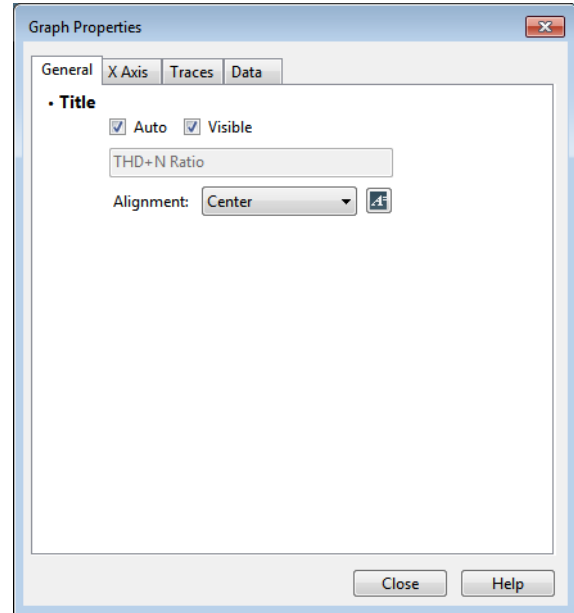 Graph Properties
General X Axis Traces Data
• Title
Auto Visible
THD+N Ratio
Alignment: Center
Close Help